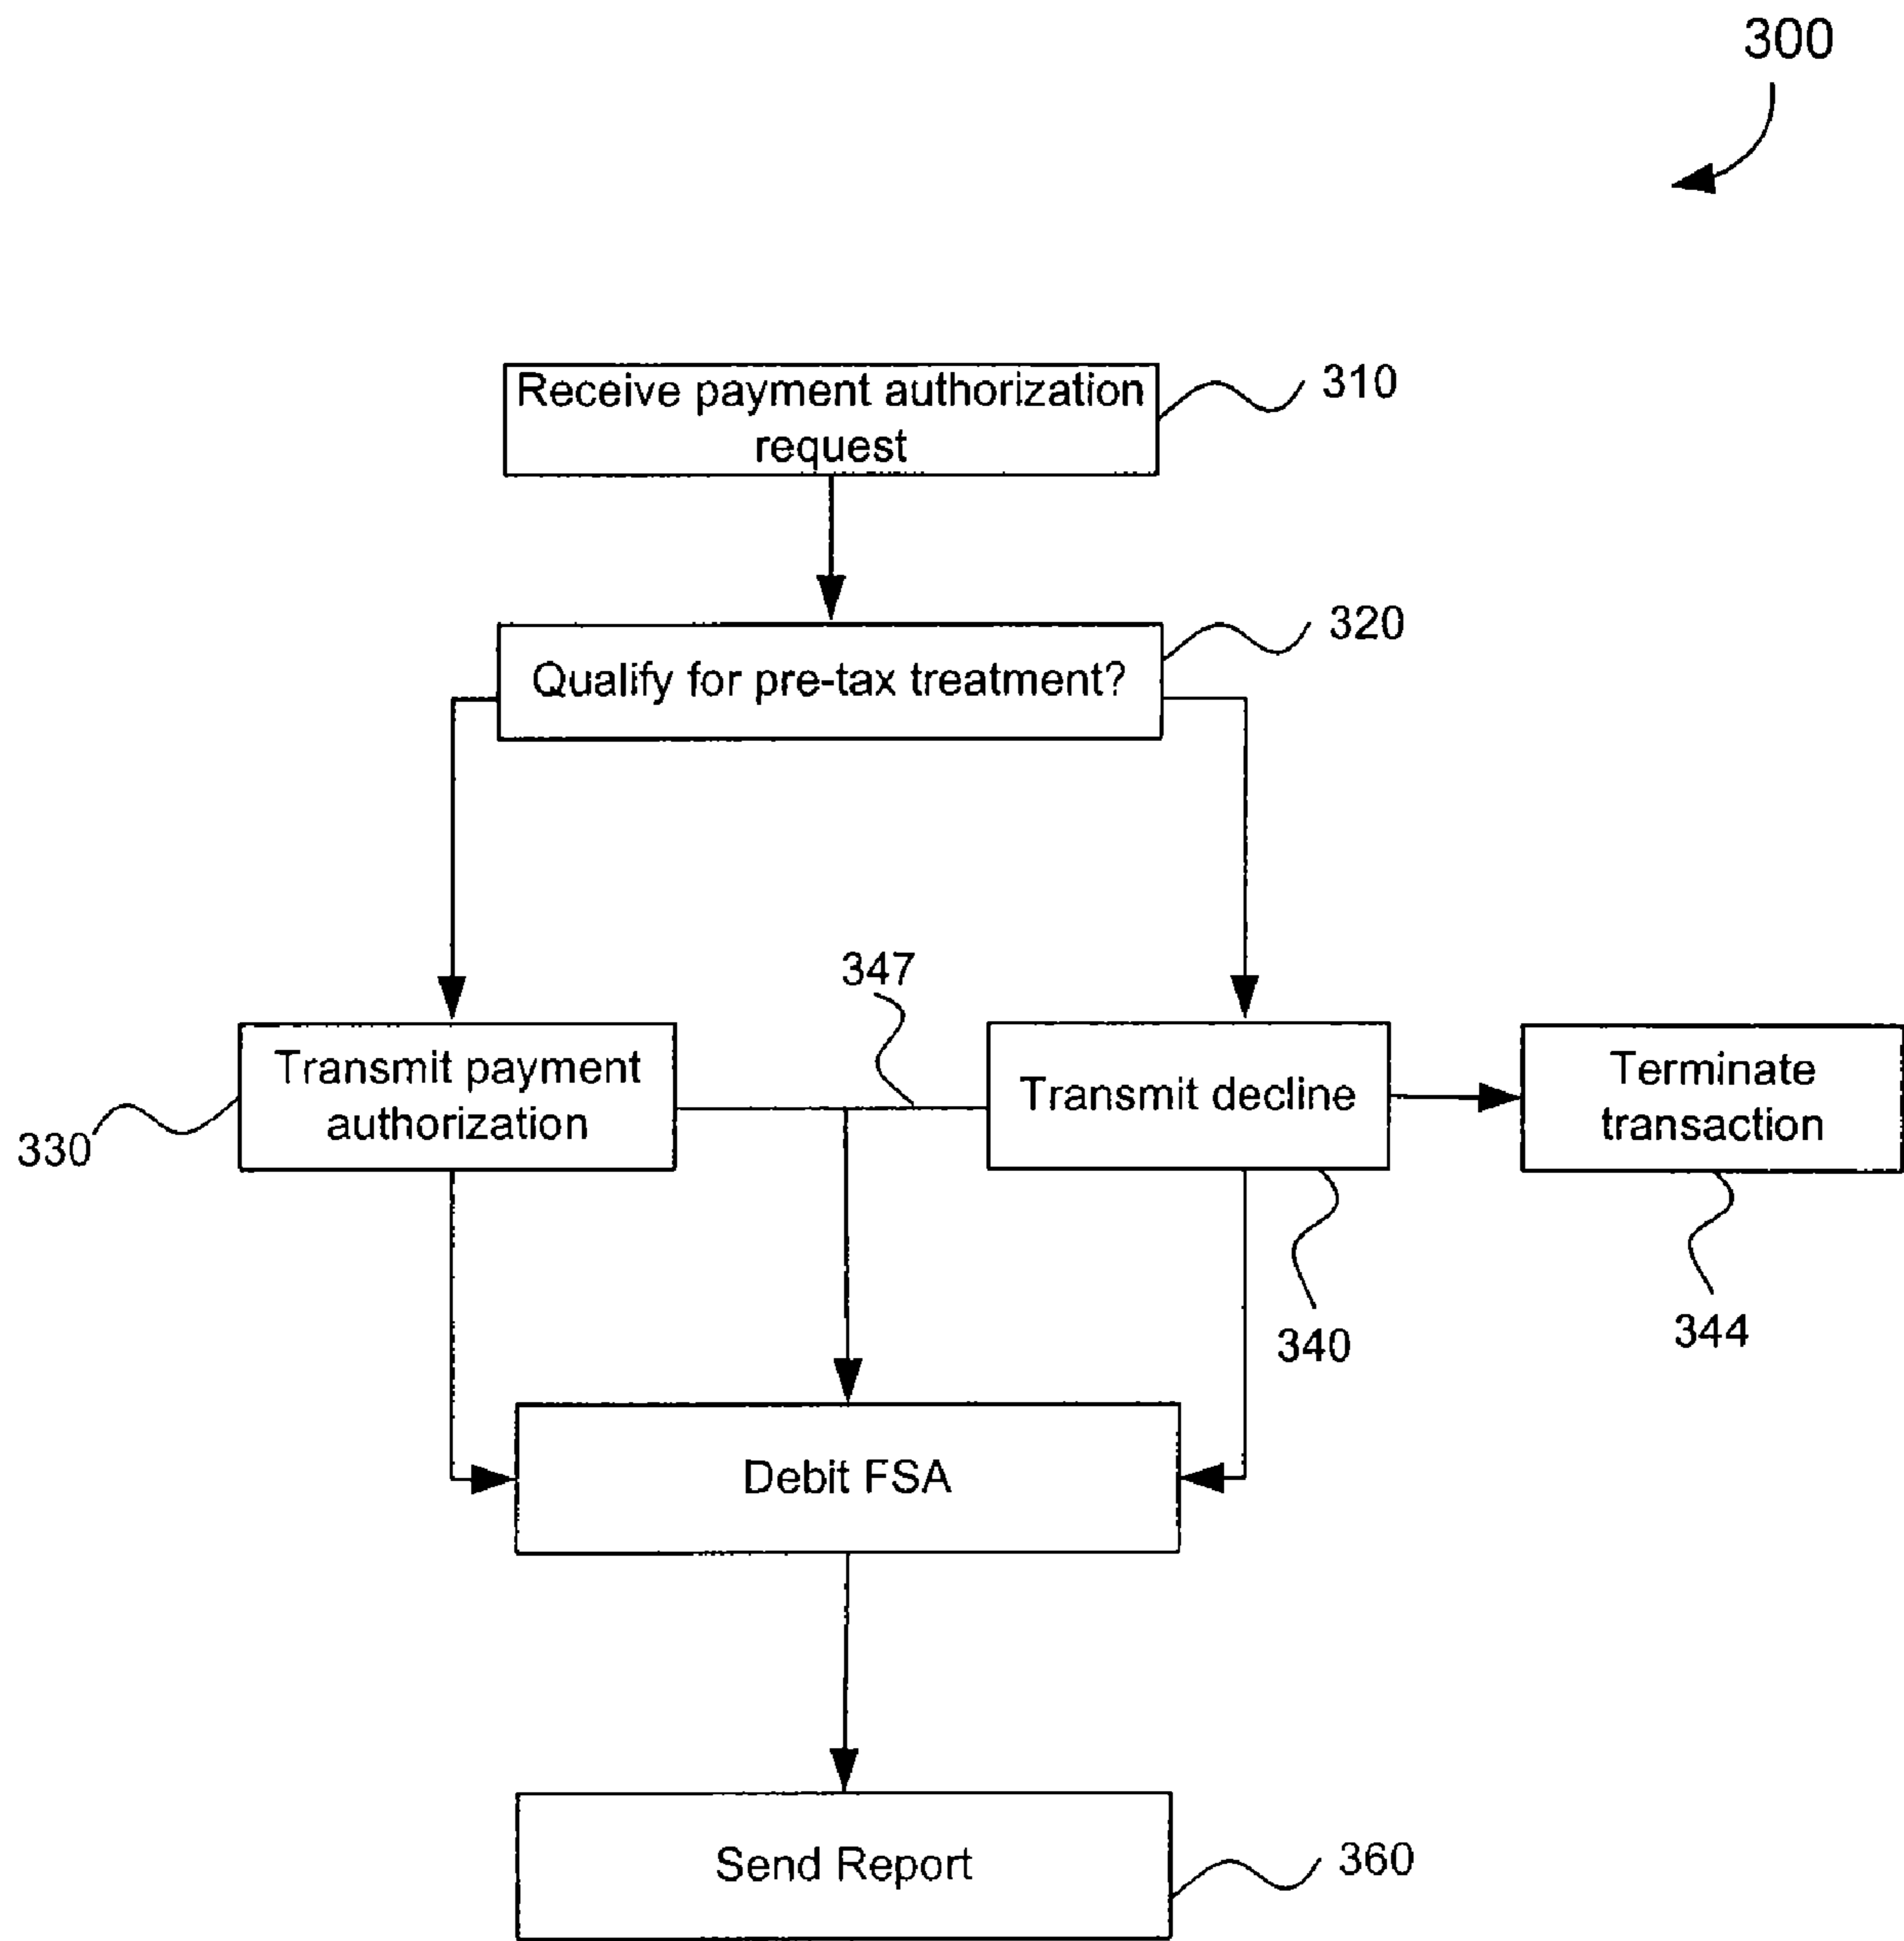 300
Receive payment authorization
request
310
320
Qualify for pre-tax treatment?
347
Transmit payment
authorization
330
Transmit decline
340
Terminate
transaction
344
Debit FSA
Send Report
360